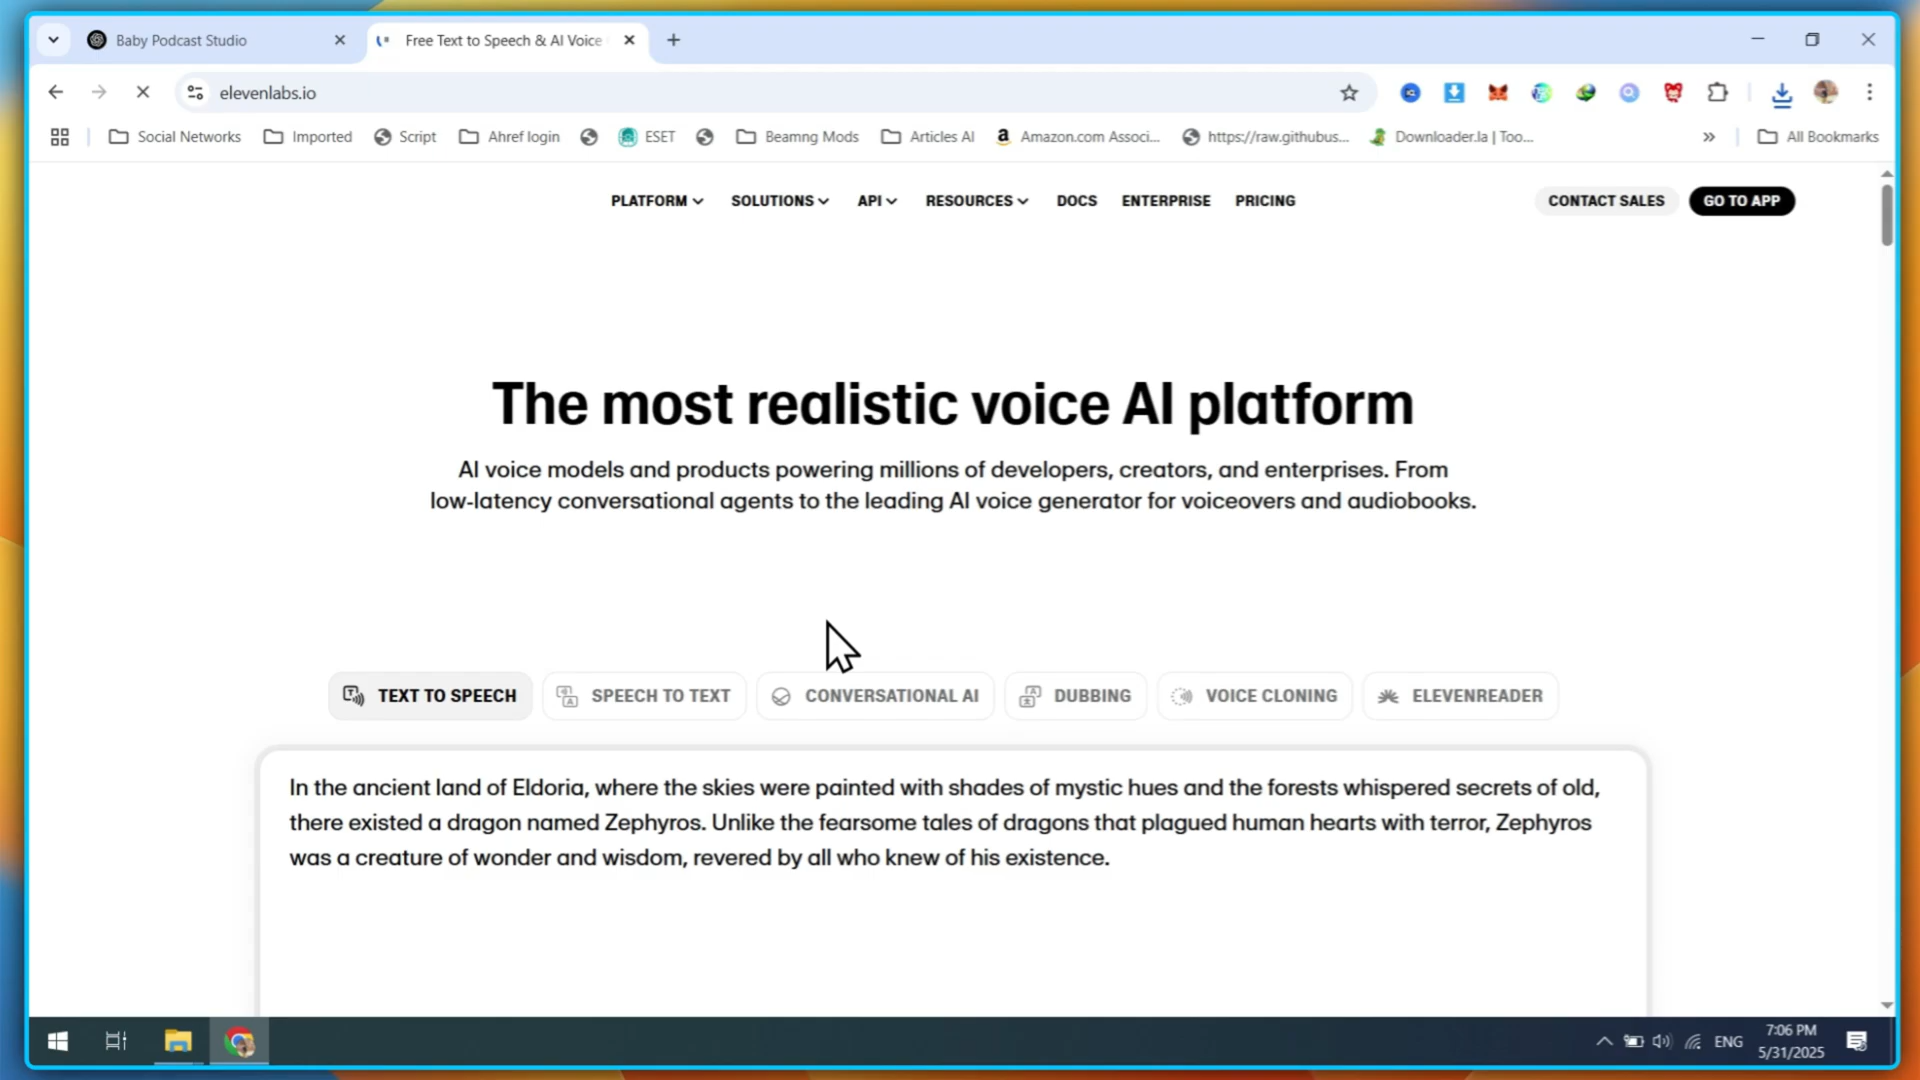 Baby Podcast Studio
Free Text to Speech & AI Voice
elevenlabs.io
Social Networks
Imported
Script
Ahref login
ESET
Beamng Mods
Articles AI
Amazon.com Associ...
https://raw.githubus...
Downloader.la | Too...
»
All Bookmarks
PLATFORM
SOLUTIONS
API
RESOURCES
DOCS
ENTERPRISE
PRICING
CONTACT SALES
GO TO APP
The most realistic voice AI platform
AI voice models and products powering millions of developers, creators, and enterprises. From
low-latency conversational agents to the leading AI voice generator for voiceovers and audiobooks.
TEXT TO SPEECH
SPEECH TO TEXT
CONVERSATIONAL AI
DUBBING
VOICE CLONING
ELEVENREADER
In the ancient land of Eldoria, where the skies were painted with shades of mystic hues and the forests whispered secrets of old,
there existed a dragon named Zephyros. Unlike the fearsome tales of dragons that plagued human hearts with terror, Zephyros
was a creature of wonder and wisdom, revered by all who knew of his existence.
ENG
7:06 PM
5/31/2025